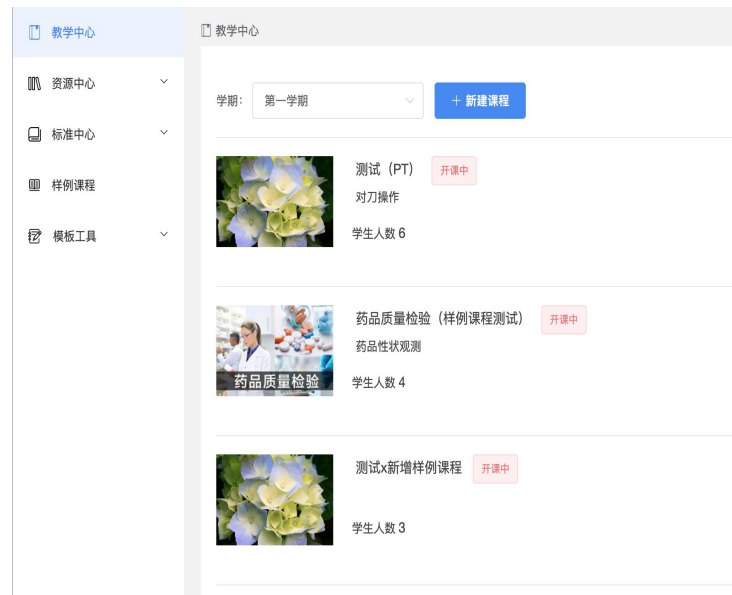 教学中心
资源中心
标准中心
样例课程
模板工具
教学中心
学期： 第一学期 + 新建课程
测试（PT） 开课中
对刀操作
学生人数 6
药品质量检验（样例课程测试） 开课中
药品性状观测
药品质量检验
学生人数 4
测试x新增样例课程 开课中
学生人数 3